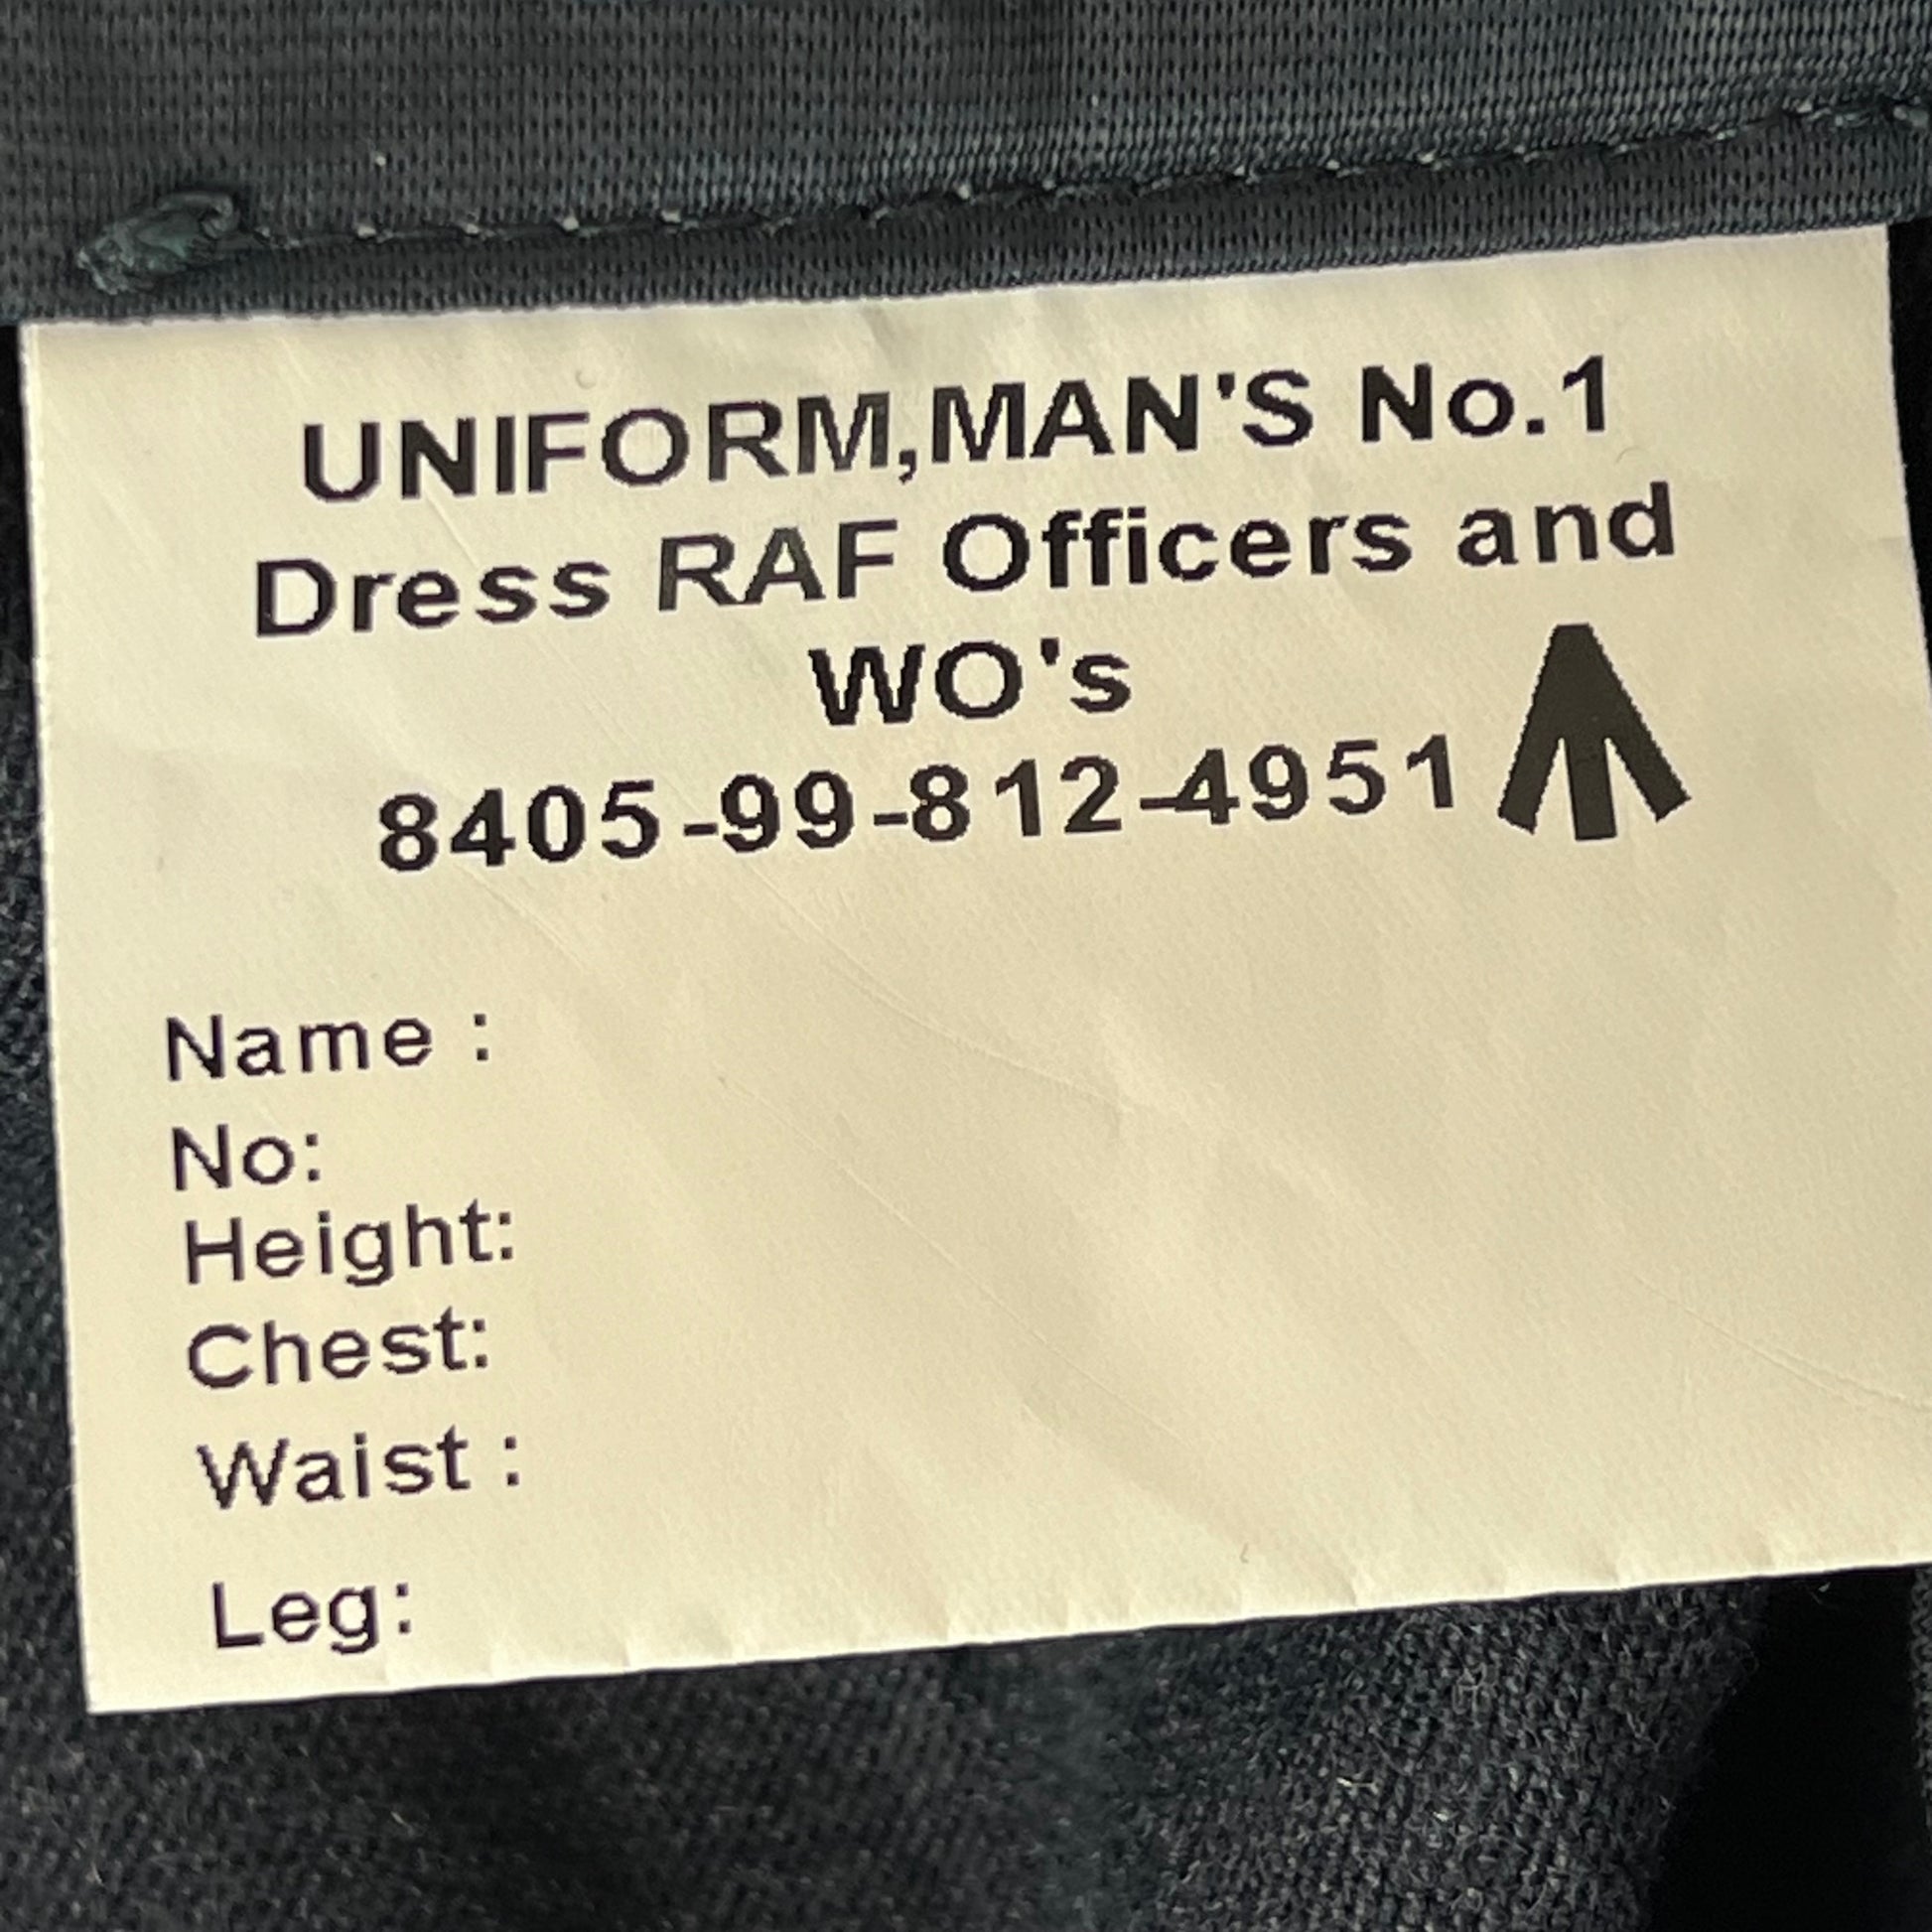 UNIFORM,MAN'S No.1
Dress RAF Officers and
WO's
8405-99-812-4951
Name :
No:
Height:
Chest:
Waist :
Leg: